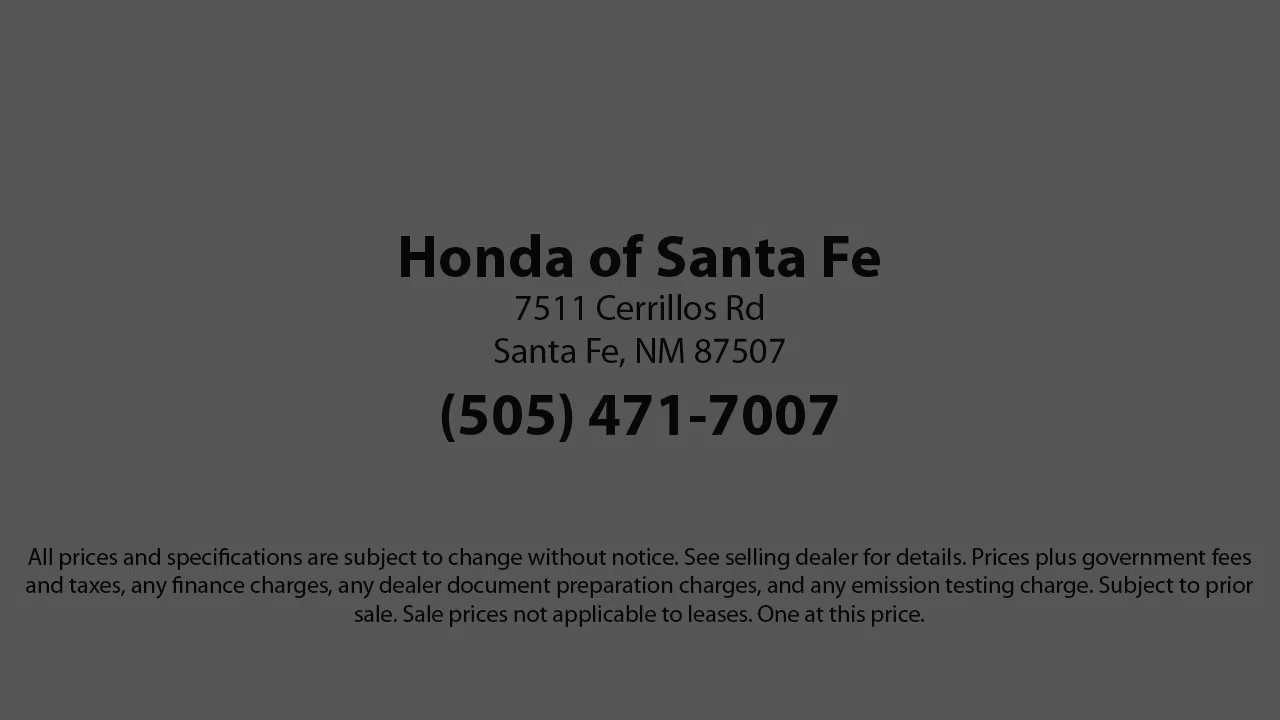 Honda of Santa Fe
7511 Cerrillos Rd
Santa Fe, NM 87507
(505) 471-7007
All prices and specifications are subject to change without notice. See selling dealer for details. Prices plus government fees
and taxes, any finance charges, any dealer document preparation charges, and any emission testing charge. Subject to prior
sale. Sale prices not applicable to leases. One at this price.